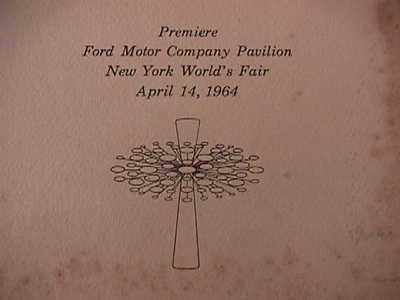 Premiere
Ford Motor Company Pavilion
New York World's Fair
April 14, 1964